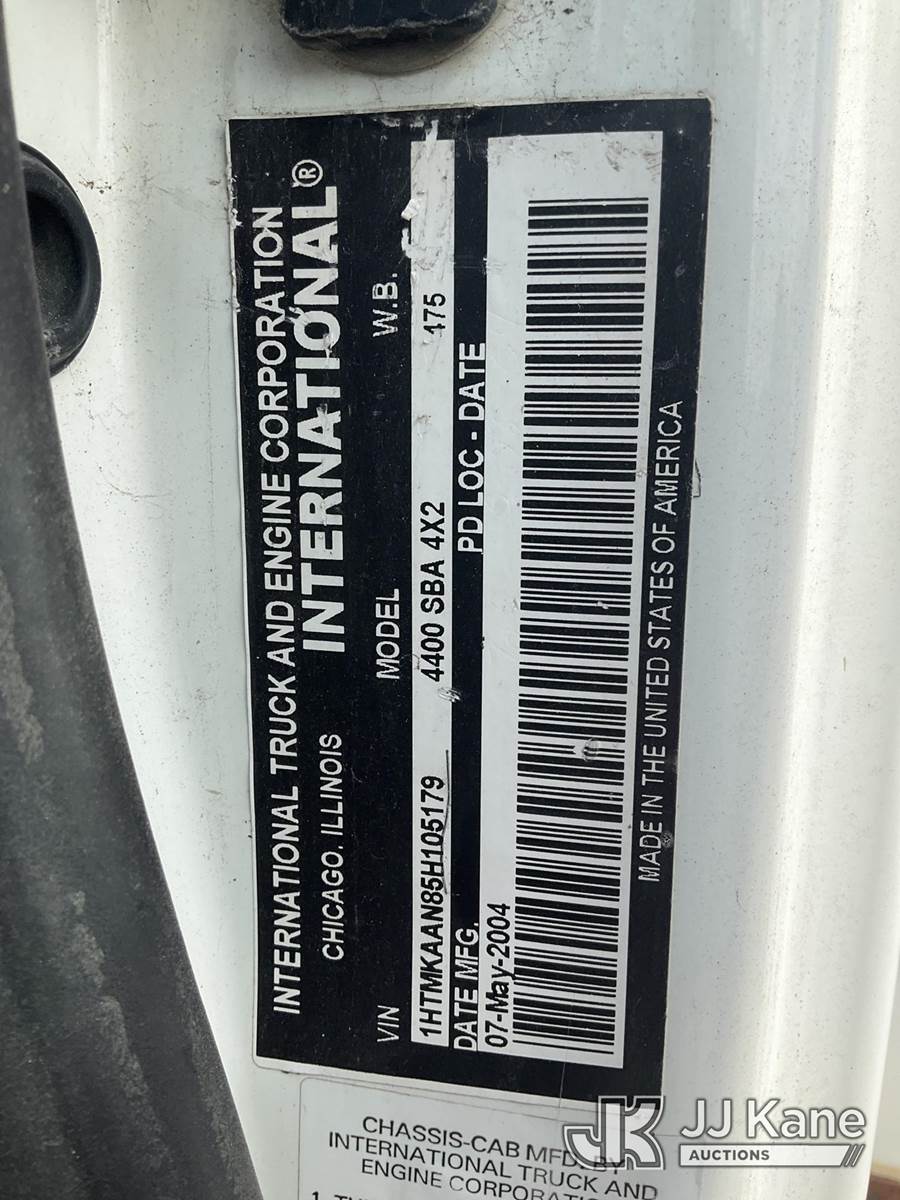 INTERNATIONAL TRUCK AND ENGINE CORPORATION
CHICAGO, ILLINOIS INTERNATIONAL®
VIN MODEL W.B.
1HTMKAAN85H105179 4400 SBA 4X2 175
DATE MFG. PD LOC - DATE
07-May-2004
MADE IN THE UNITED STATES OF AMERICA
CHASSIS-CAB MFD. BY
INTERNATIONAL TRUCK AND
ENGINE CORPORATION
JK JJ Kane
AUCTIONS